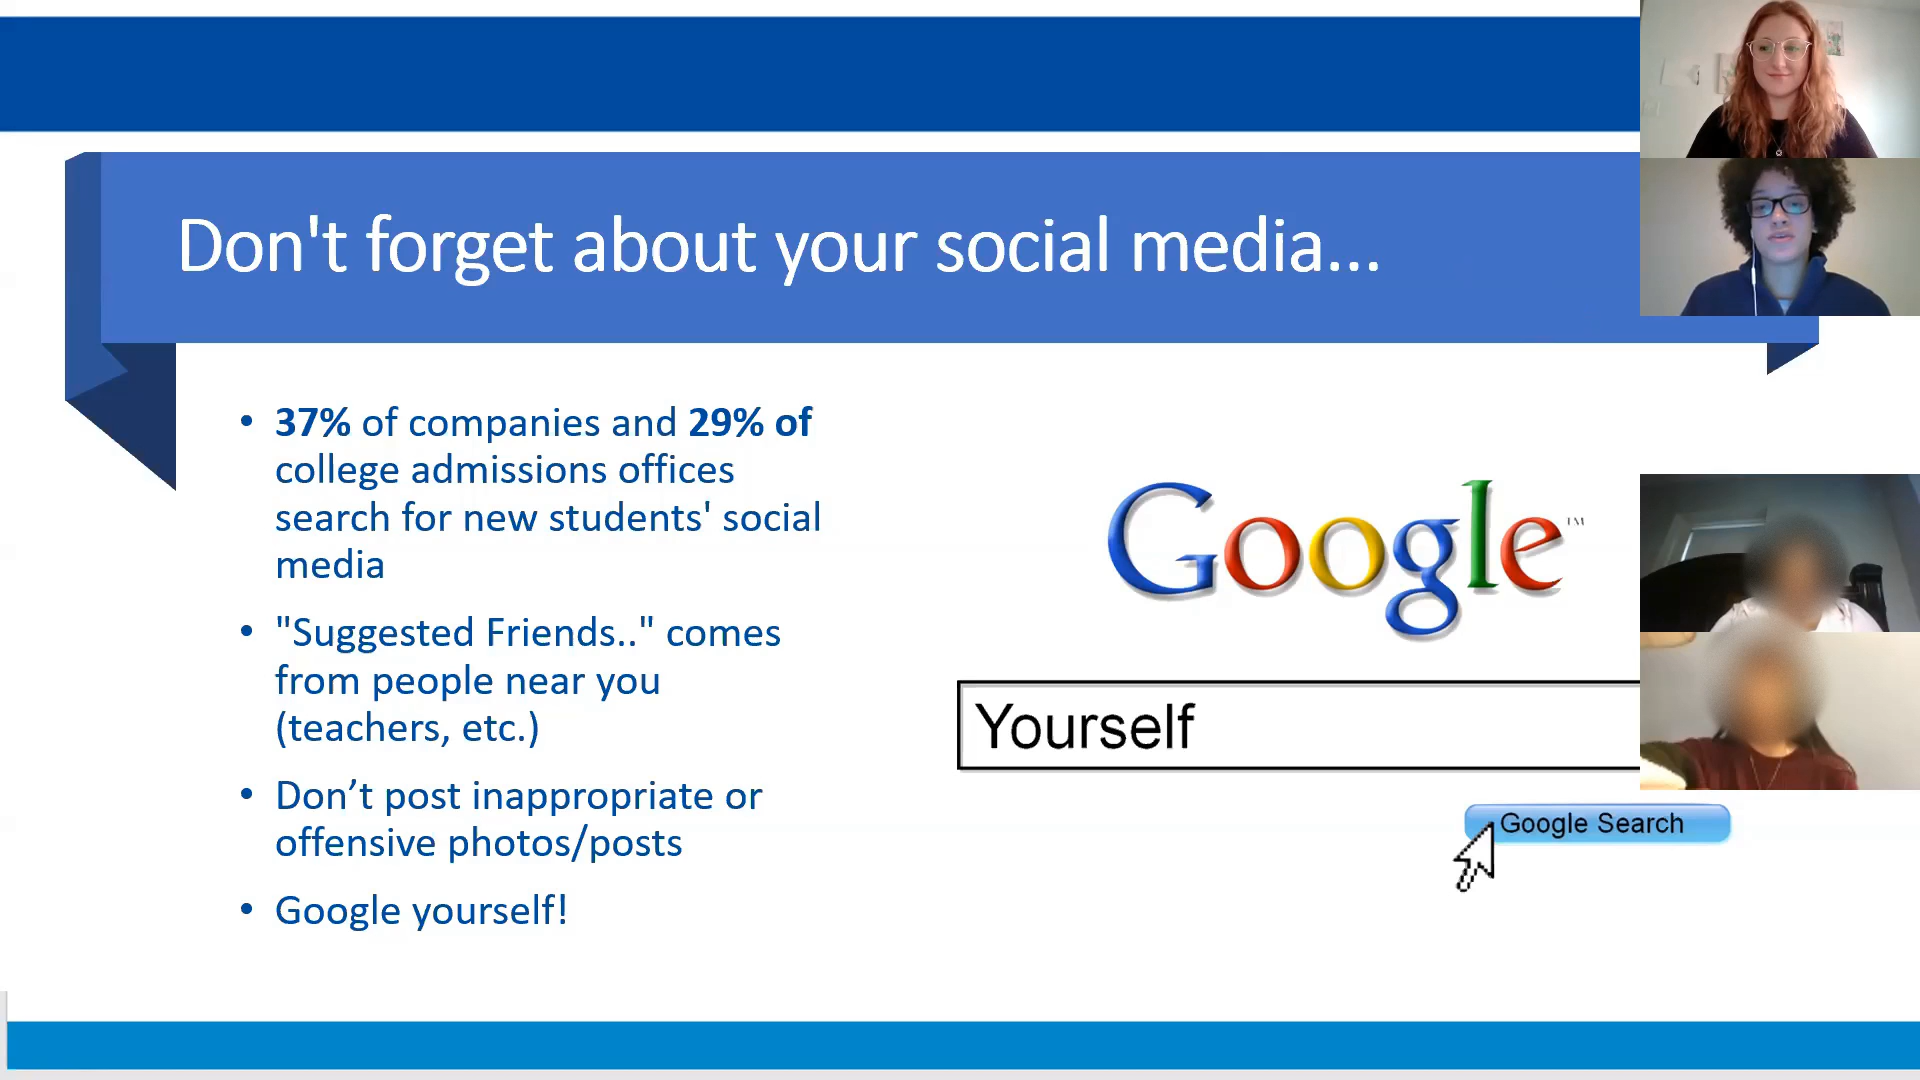 Don't forget about your social media...
• 37% of companies and 29% of
college admissions offices
search for new students' social
media
• "Suggested Friends.." comes
from people near you
(teachers, etc.)
• Don’t post inappropriate or
offensive photos/posts
• Google yourself!
Google™
Yourself
Google Search